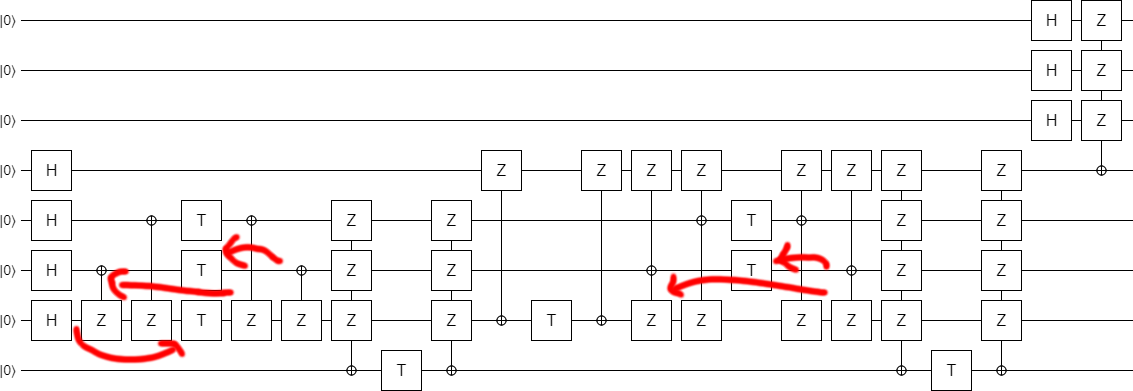 |0⟩ H Z
|0⟩ H Z
|0⟩ H Z
|0⟩ H Z Z Z Z Z Z Z Z
|0⟩ H T Z Z T Z Z
|0⟩ H T Z Z T Z Z
|0⟩ H Z Z T Z Z Z Z T Z Z Z Z Z Z
|0⟩ T T